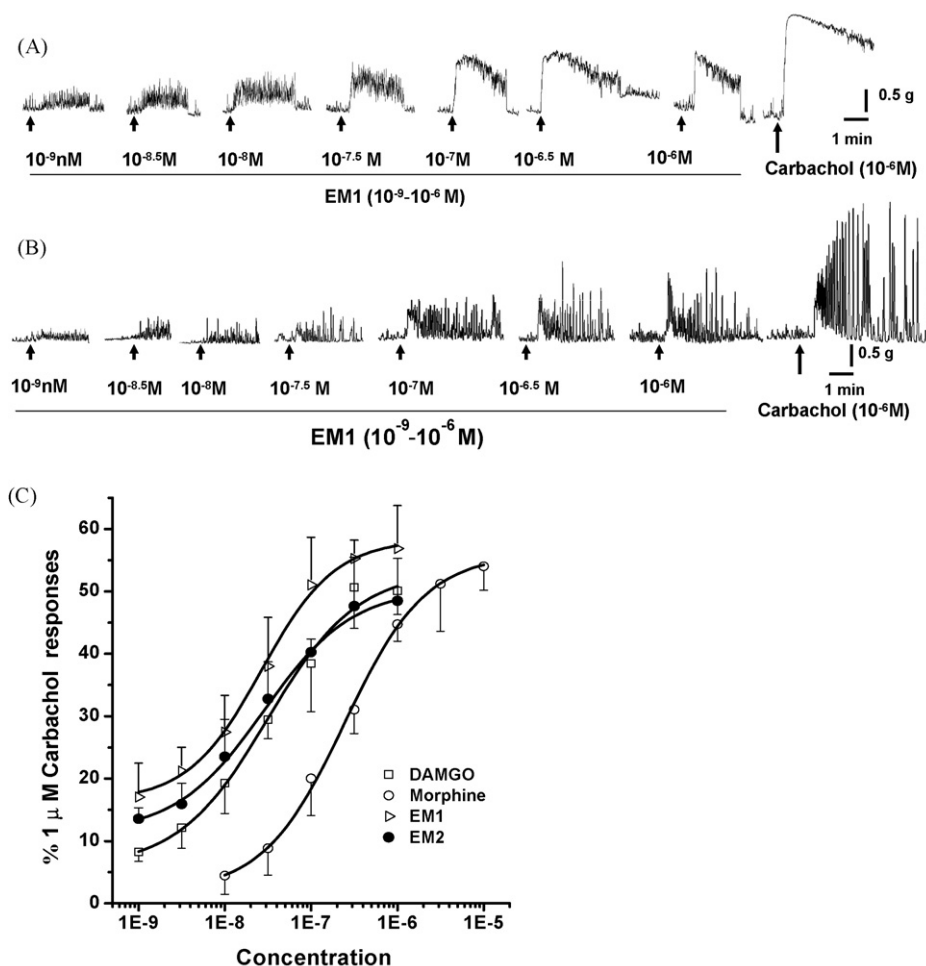 (A)
0.5 g
1 min
10⁻⁹nM 10⁻⁸·⁵M 10⁻⁸M 10⁻⁷·⁵ M 10⁻⁷M 10⁻⁶·⁵ M 10⁻⁶M Carbachol (10⁻⁶M)
EM1 (10⁻⁹-10⁻⁶ M)
(B)
0.5 g
1 min
10⁻⁹nM 10⁻⁸·⁵M 10⁻⁸M 10⁻⁷·⁵M 10⁻⁷M 10⁻⁶·⁵M 10⁻⁶M Carbachol (10⁻⁶M)
EM1 (10⁻⁹-10⁻⁶ M)
(C)
% 1 μ M Carbachol responses
60
50
40
30
20
10
0
DAMGO
Morphine
EM1
EM2
1E-9 1E-8 1E-7 1E-6 1E-5
Concentration